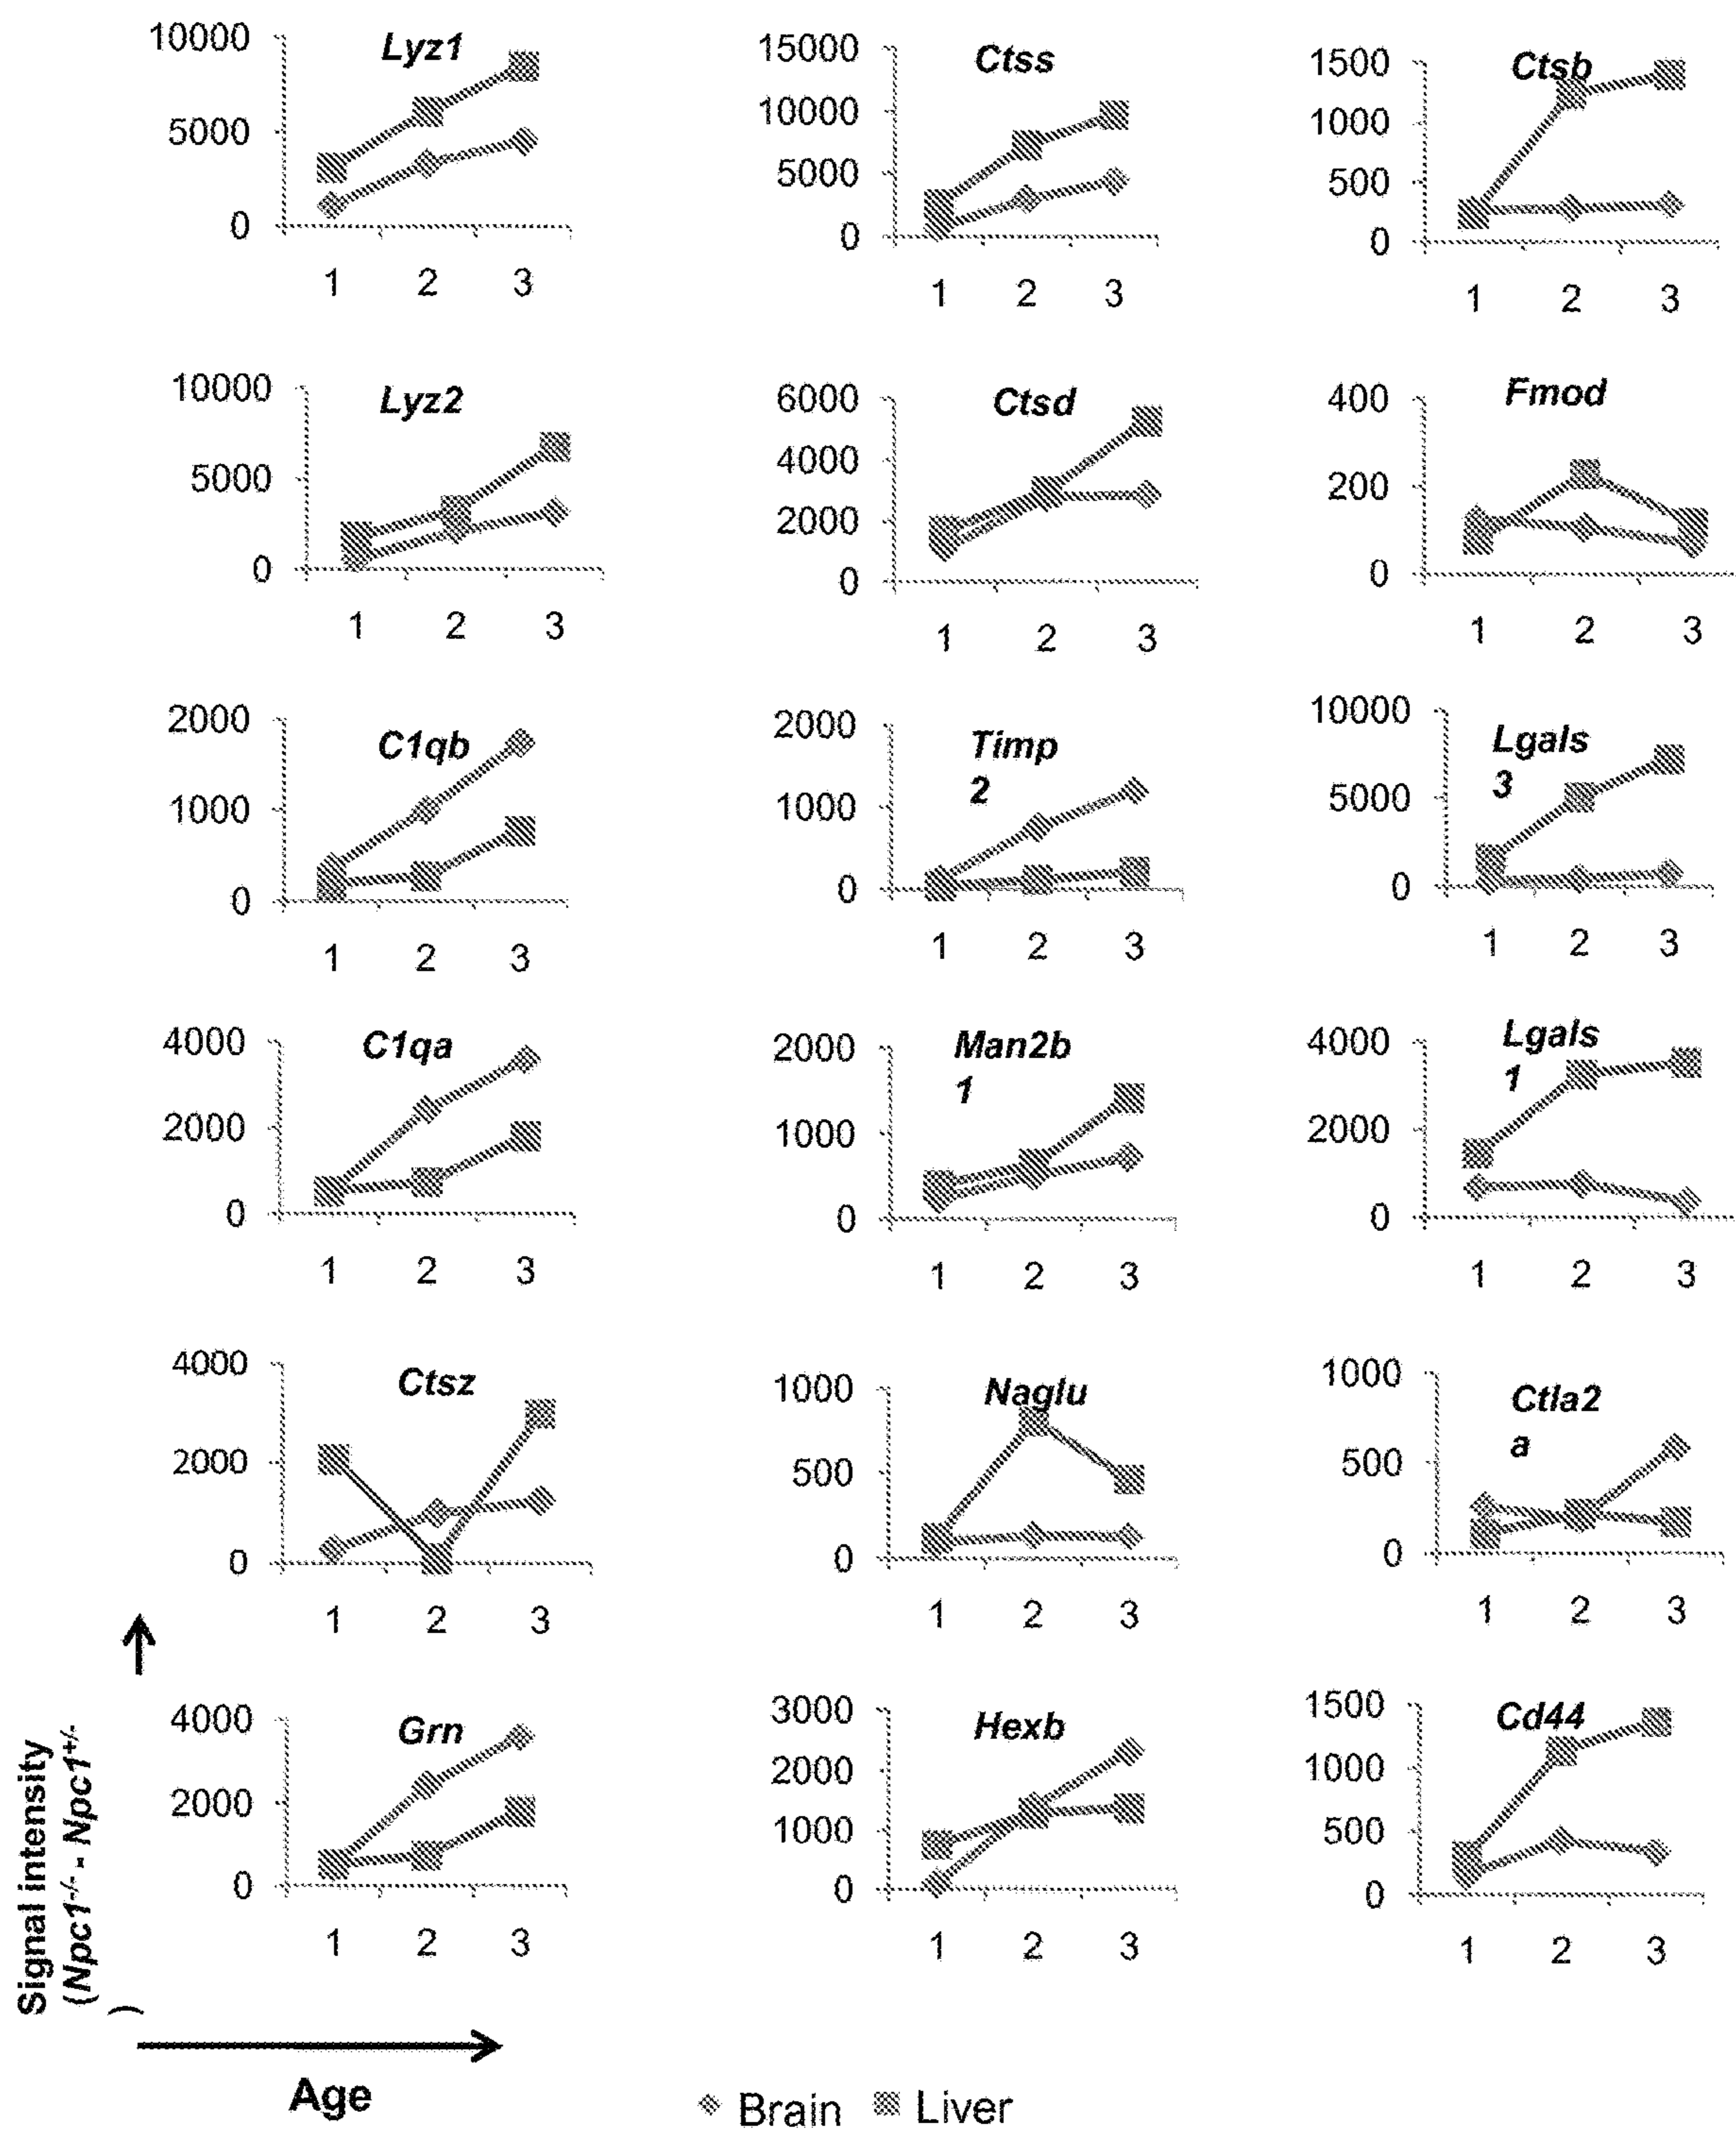 Lyz1
10000
5000
0
1 2 3
Ctss
15000
10000
5000
0
1 2 3
Ctsb
1500
1000
500
0
1 2 3
Lyz2
10000
5000
0
1 2 3
Ctsd
6000
4000
2000
0
1 2 3
Fmod
400
200
0
1 2 3
C1qb
2000
1000
0
1 2 3
Timp
2
2000
1000
0
1 2 3
Lgals
3
10000
5000
0
1 2 3
C1qa
4000
2000
0
1 2 3
Man2b
1
2000
1000
0
1 2 3
Lgals
1
4000
2000
0
1 2 3
Ctsz
4000
2000
0
1 2 3
Naglu
1000
500
0
1 2 3
Ctla2
a
1000
500
0
1 2 3
Grn
4000
2000
0
1 2 3
Hexb
3000
2000
1000
0
1 2 3
Cd44
1500
1000
500
0
1 2 3
Signal intensity
(Npc1-/- - Npc1+/-
)
Age
Brain Liver